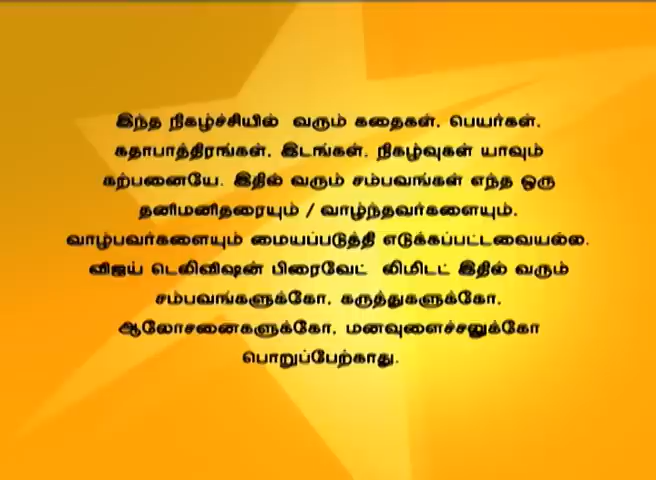 இந்த நிகழ்ச்சியில் வரும் கதைகள், பெயர்கள்,
கதாபாத்திரங்கள், இடங்கள், நிகழ்வுகள் யாவும்
கற்பனையே. இதில் வரும் சம்பவங்கள் எந்த ஒரு
தனிமனிதரையும் / வாழ்ந்தவர்களையும்,
வாழ்பவர்களையும் மையப்படுத்தி எடுக்கப்பட்டவையல்ல.
விஜய் டெலிவிஷன் பிரைவேட் லிமிடட் இதில் வரும்
சம்பவங்களுக்கோ, கருத்துகளுக்கோ,
ஆலோசனைகளுக்கோ, மனவுளைச்சலுக்கோ
பொறுப்பேற்காது.